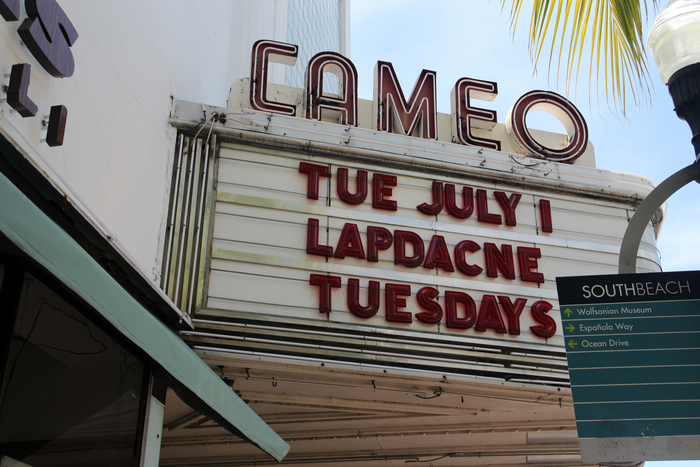 CAMEO
TUE JULY 1
LAPDACNE
TUESDAYS
SOUTHBEACH
Wolfsonian Museum
Española Way
Ocean Drive